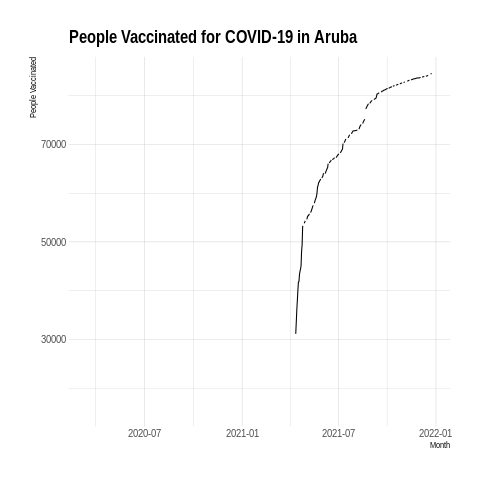 People Vaccinated for COVID-19 in Aruba
People Vaccinated
70000
50000
30000
2020-07
2021-01
2021-07
2022-01
Month